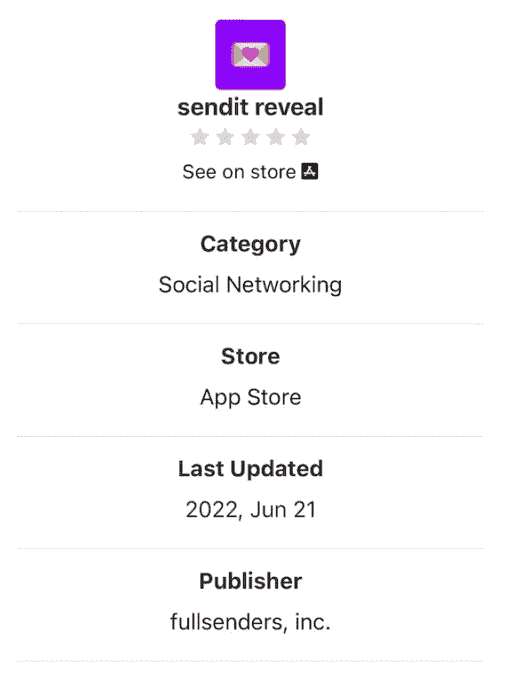 sendit reveal
See on store
Category
Social Networking
Store
App Store
Last Updated
2022, Jun 21
Publisher
fullsenders, inc.